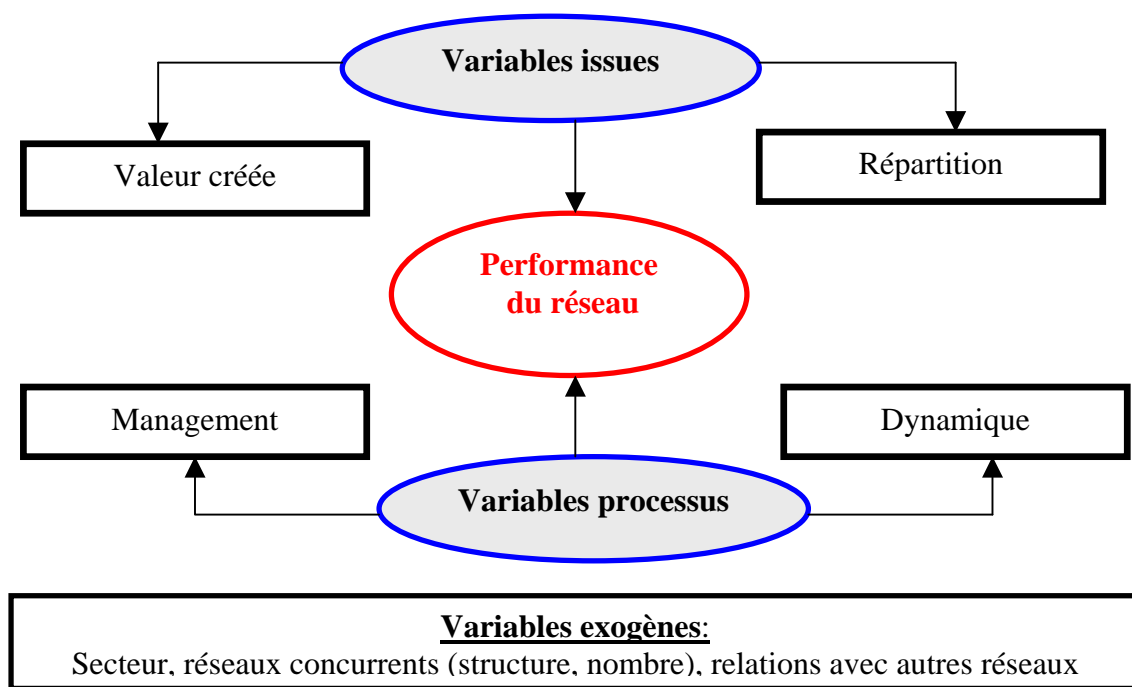 Variables issues
Valeur créée
Répartition
Performance
du réseau
Management
Dynamique
Variables processus
Variables exogènes:
Secteur, réseaux concurrents (structure, nombre), relations avec autres réseaux